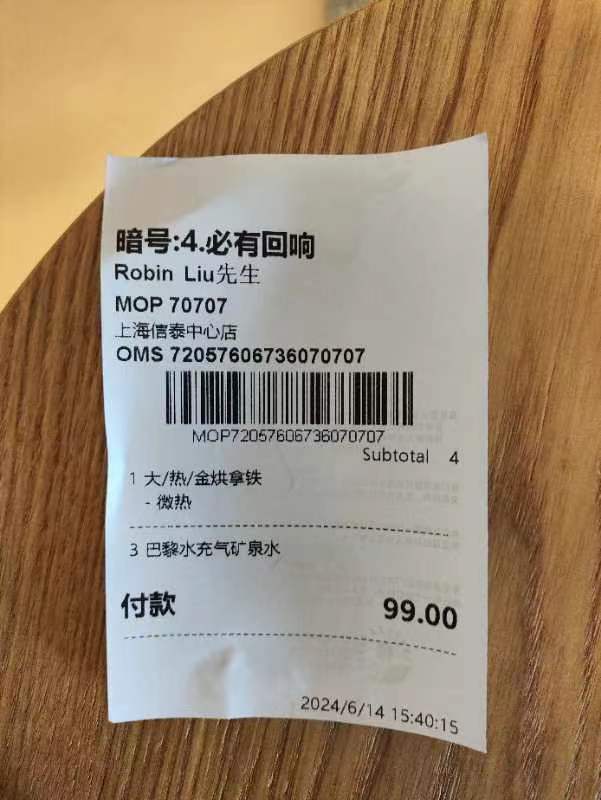 暗号:4.必有回响
Robin Liu先生
MOP 70707
上海信泰中心店
OMS 72057606736070707
MOP72057606736070707
Subtotal 4
1 大/热/金烘拿铁
- 微热
3 巴黎水充气矿泉水
付款 99.00
2024/6/14 15:40:15